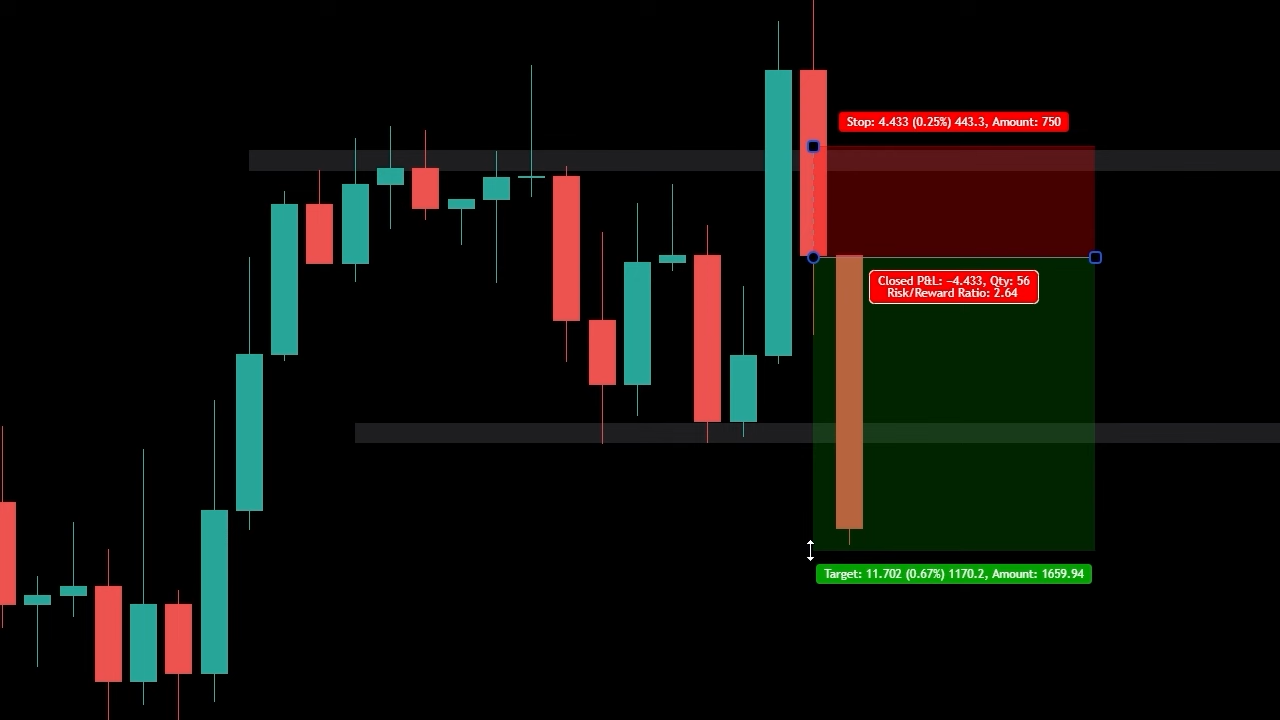 Stop: 4.433 (0.25%) 443.3, Amount: 750
Closed P&L: −4.433, Qty: 56
Risk/Reward Ratio: 2.64
Target: 11.702 (0.67%) 1170.2, Amount: 1659.94